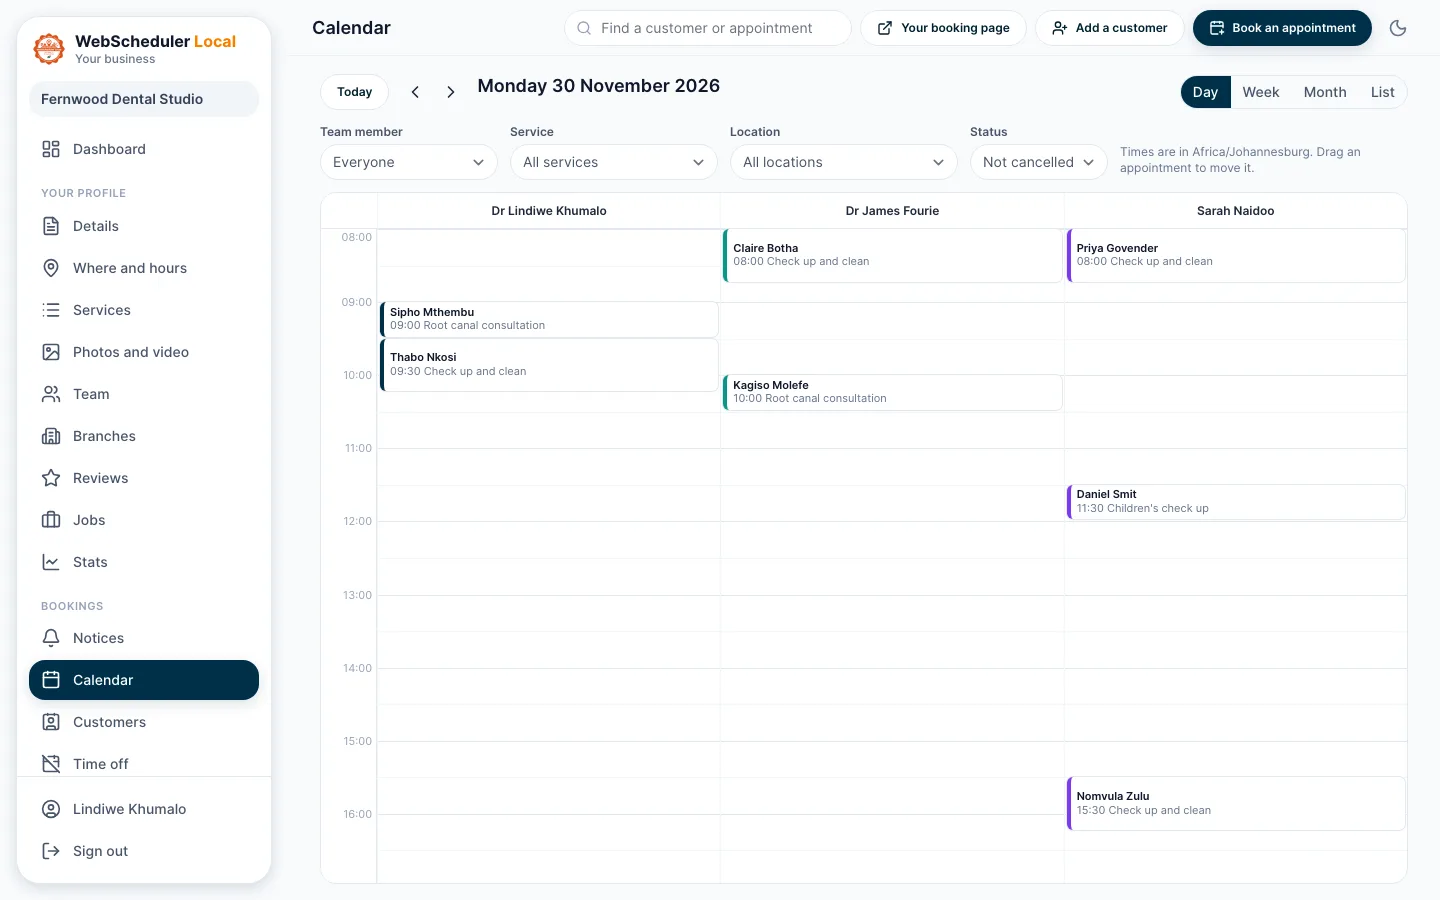 WebScheduler Local
Your business
Fernwood Dental Studio
Dashboard
YOUR PROFILE
Details
Where and hours
Services
Photos and video
Team
Branches
Reviews
Jobs
Stats
BOOKINGS
Notices
Calendar
Customers
Time off
Lindiwe Khumalo
Sign out
Calendar
Find a customer or appointment
Your booking page
Add a customer
Book an appointment
Today
Monday 30 November 2026
Day
Week
Month
List
Team member
Everyone
Service
All services
Location
All locations
Status
Not cancelled
Times are in Africa/Johannesburg. Drag an
appointment to move it.
Dr Lindiwe Khumalo
Dr James Fourie
Sarah Naidoo
08:00
Claire Botha
08:00 Check up and clean
Priya Govender
08:00 Check up and clean
09:00
Sipho Mthembu
09:00 Root canal consultation
Thabo Nkosi
09:30 Check up and clean
10:00
Kagiso Molefe
10:00 Root canal consultation
11:00
Daniel Smit
11:30 Children's check up
12:00
13:00
14:00
15:00
Nomvula Zulu
15:30 Check up and clean
16:00